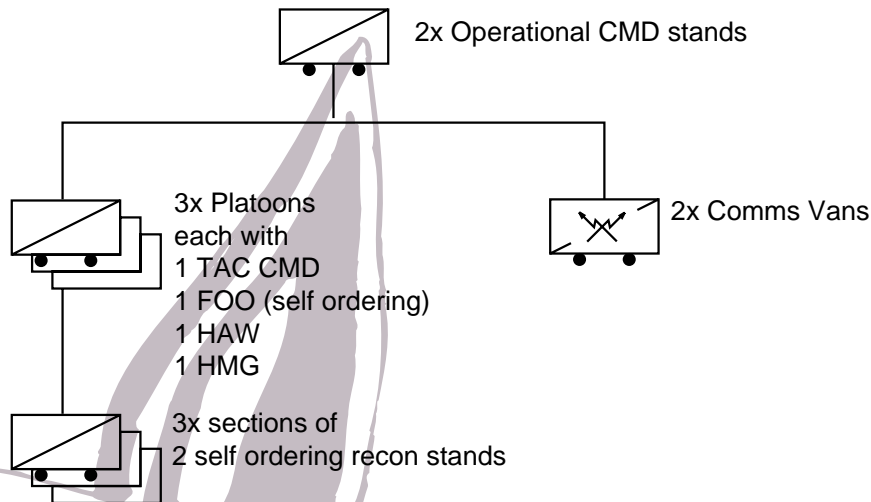 2x Operational CMD stands
3x Platoons
each with
1 TAC CMD
1 FOO (self ordering)
1 HAW
1 HMG
2x Comms Vans
3x sections of
2 self ordering recon stands